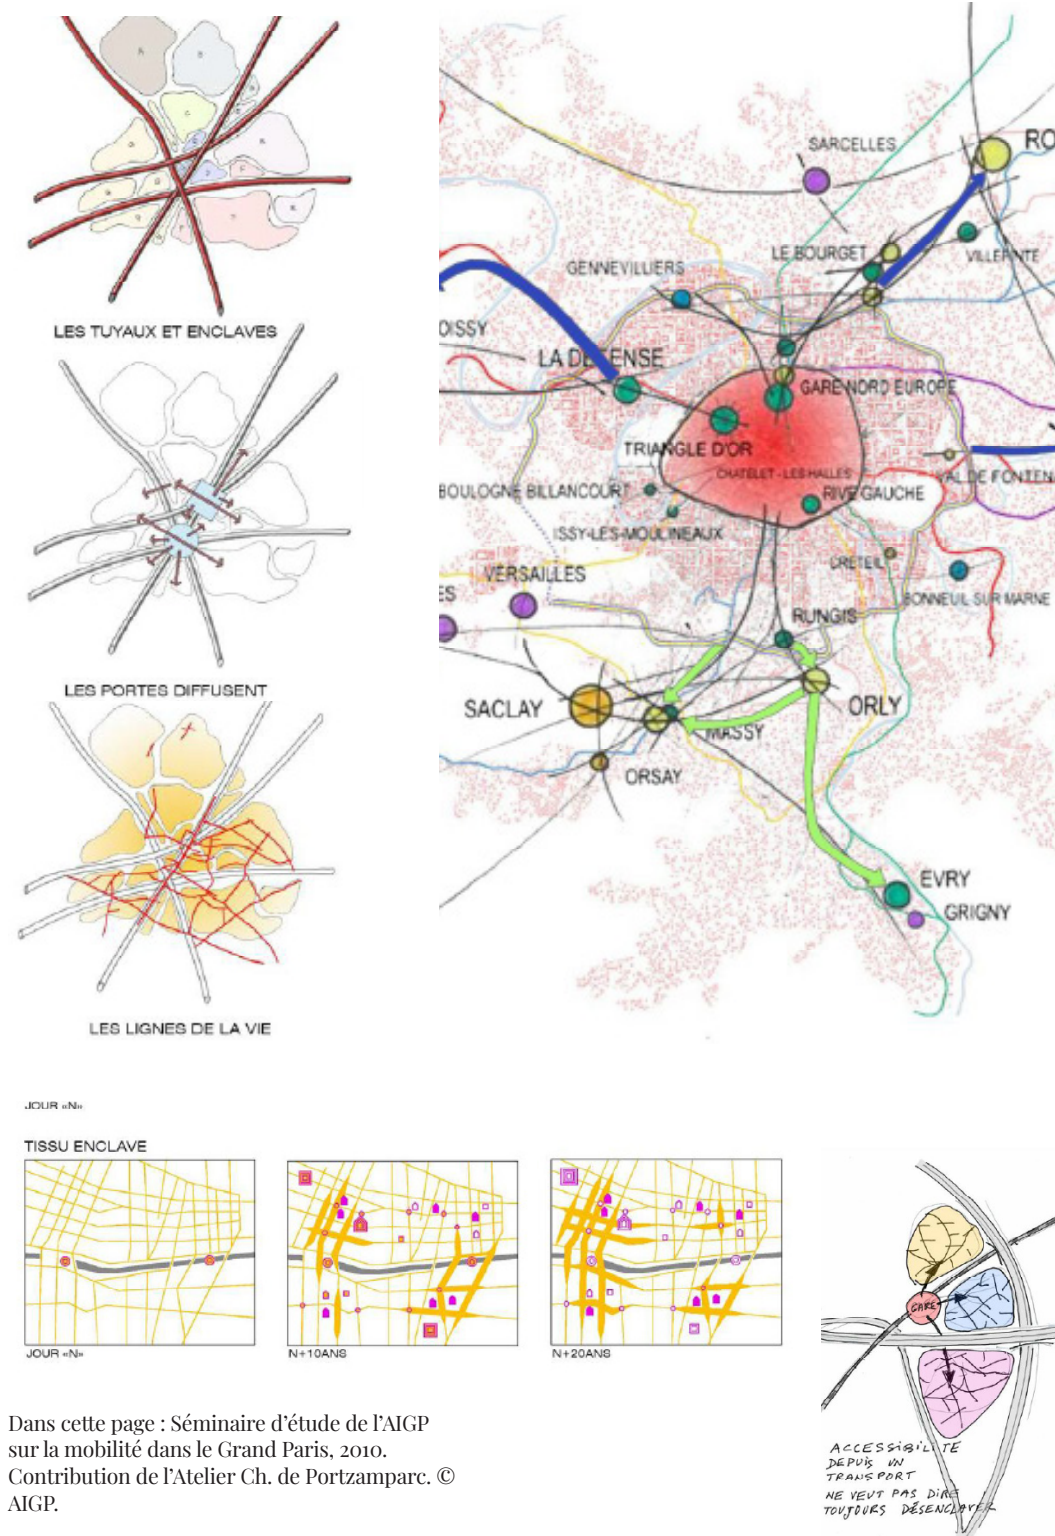 LES TUYAUX ET ENCLAVES
LES PORTES DIFFUSENT
LES LIGNES DE LA VIE
SARCELLES
RO
LE BOURGET
VILLEPINTE
GENNEVILLIERS
OISSY
LA DEFENSE
GARE NORD EUROPE
TRIANGLE D'OR
CHATELET - LES HALLES
VAL DE FONTEN
BOULOGNE BILLANCOURT
RIVE GAUCHE
ISSY-LES-MOULINEAUX
CRETEIL
VERSAILLES
ES
BONNEUIL SUR MARNE
RUNGIS
SACLAY
ORLY
MASSY
ORSAY
EVRY
GRIGNY
JOUR «N»
TISSU ENCLAVE
JOUR «N»
N+10ANS
N+20ANS
GARE
ACCESSIBILITE
DEPUIS UN
TRANSPORT
NE VEUT PAS DIRE
TOUJOURS DÉSENCLAVER
Dans cette page : Séminaire d'étude de l'AIGP
sur la mobilité dans le Grand Paris, 2010.
Contribution de l'Atelier Ch. de Portzamparc. ©
AIGP.